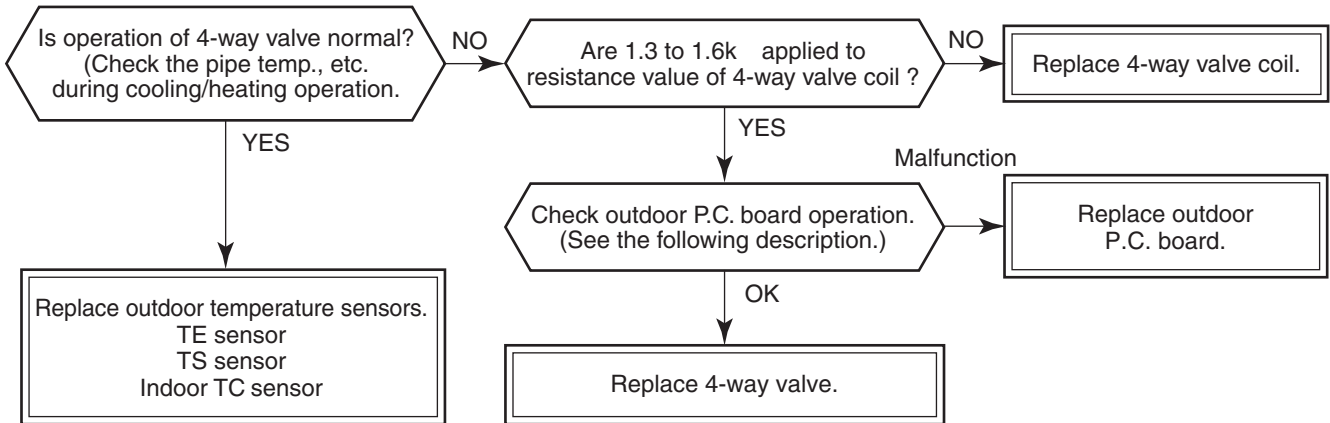 Is operation of 4-way valve normal?
(Check the pipe temp., etc.
during cooling/heating operation.
NO
Are 1.3 to 1.6k applied to
resistance value of 4-way valve coil ?
NO
Replace 4-way valve coil.
YES
YES
Malfunction
Check outdoor P.C. board operation.
(See the following description.)
Replace outdoor
P.C. board.
OK
Replace outdoor temperature sensors.
TE sensor
TS sensor
Indoor TC sensor
Replace 4-way valve.